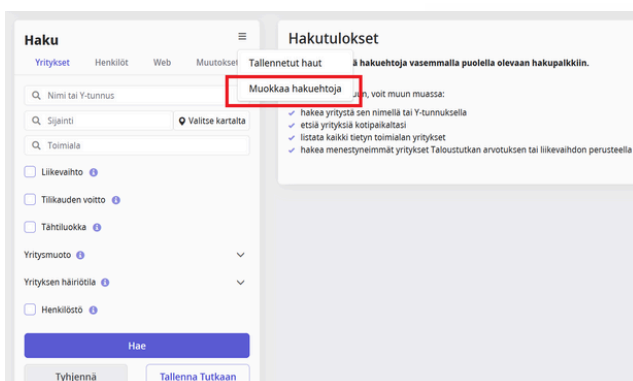 Haku
Yritykset Henkilöt Web Muutokset
Nimi tai Y-tunnus
Sijainti Valitse kartalta
Toimiala
Liikevaihto
Tilikauden voitto
Tähtiluokka
Yritysmuoto
Yrityksen häiriötila
Henkilöstö
Hae
Tyhjennä Tallenna Tutkaan
Tallennetut haut
Muokkaa hakuehtoja
Hakutulokset
hakuehtoja vasemmalla puolella olevaan hakupalkkiin.
voit muun muassa:
hakea yritystä sen nimellä tai Y-tunnuksella
etsiä yrityksiä kotipaikaltasi
listata kaikki tietyn toimialan yritykset
hakea menestyneimmät yritykset Taloustutkan arvotuksen tai liikevaihdon perusteella